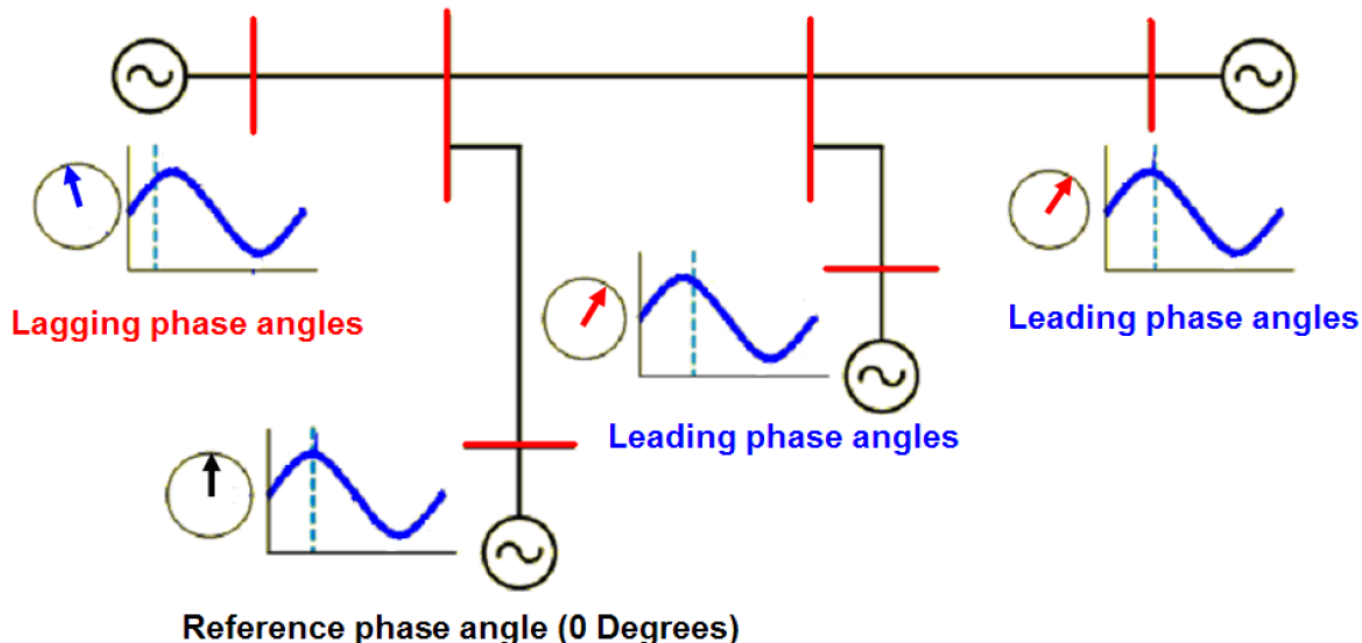 Lagging phase angles
Leading phase angles
Leading phase angles
Reference phase angle (0 Degrees)